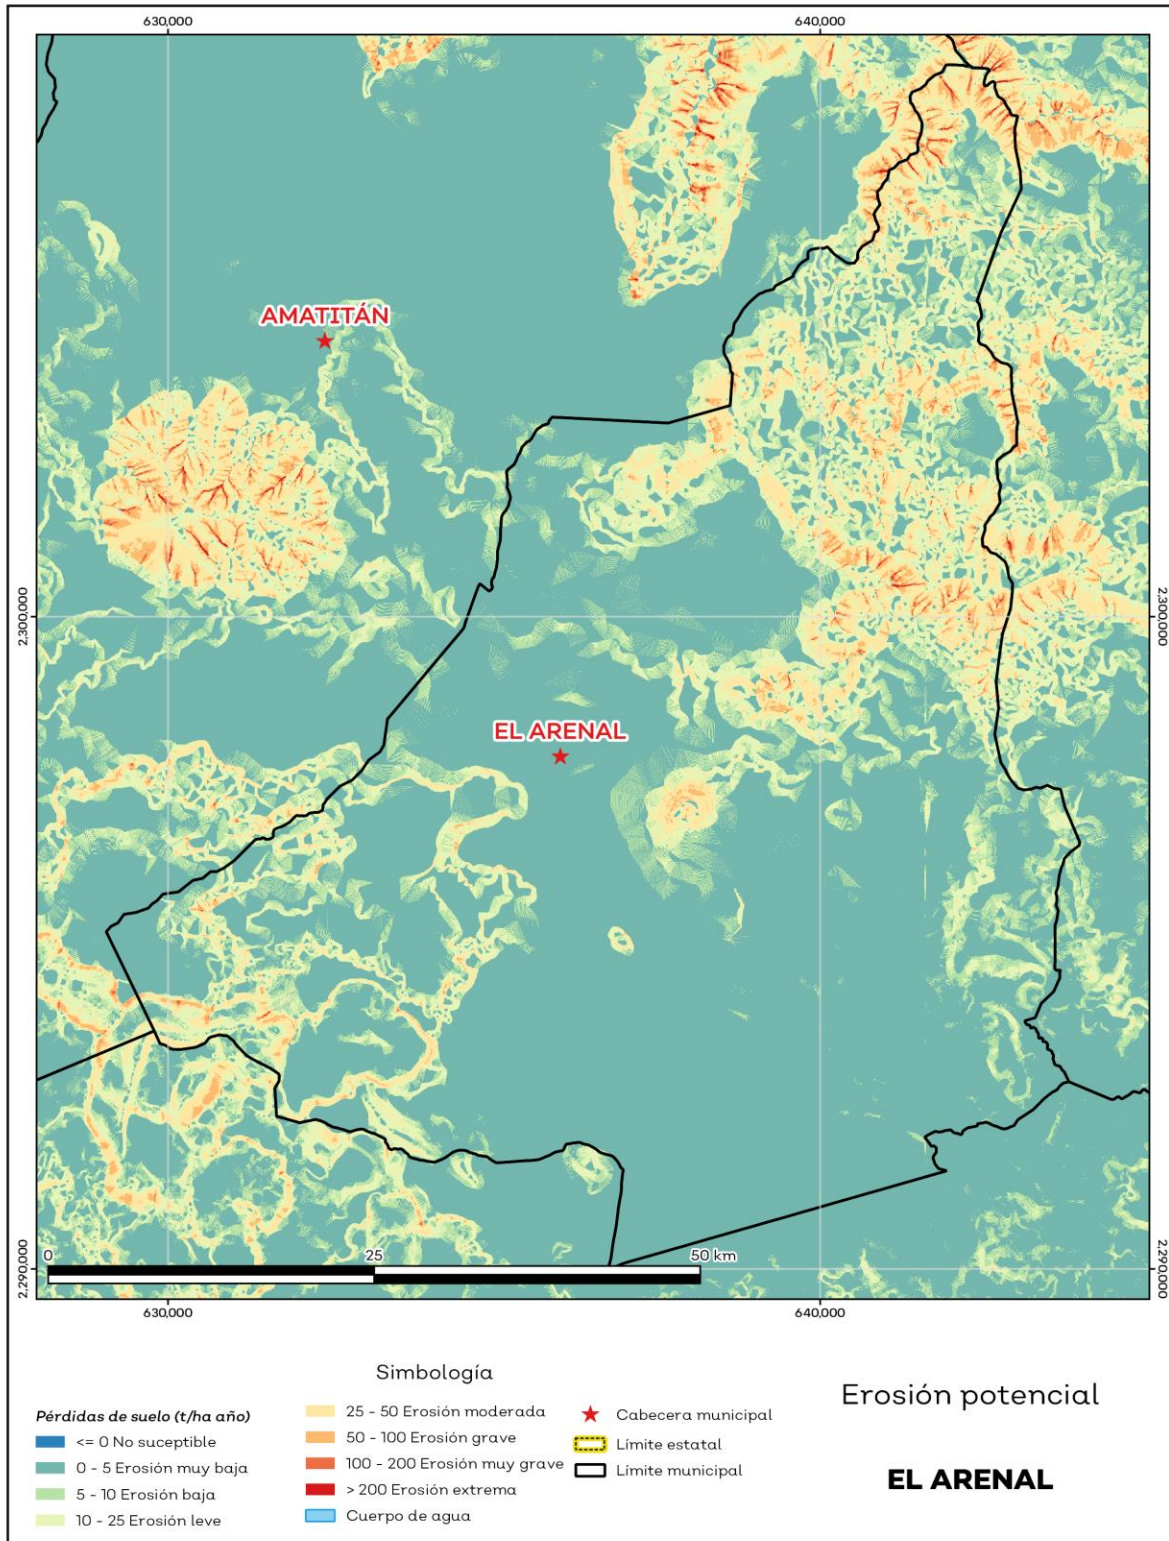 630,000
640,000
AMATITÁN
2,300,000
2,300,000
EL ARENAL
0
25
50 km
2,290,000
2,290,000
630,000
640,000
Simbología
Pérdidas de suelo (t/ha año)
<= 0 No suceptible
0 - 5 Erosión muy baja
5 - 10 Erosión baja
10 - 25 Erosión leve
25 - 50 Erosión moderada
50 - 100 Erosión grave
100 - 200 Erosión muy grave
> 200 Erosión extrema
Cuerpo de agua
Cabecera municipal
Límite estatal
Límite municipal
Erosión potencial
EL ARENAL